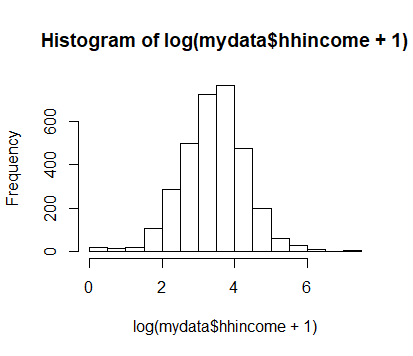 Histogram of log(mydata$hhincome + 1)
Frequency
600
400
200
0
0 2 4 6
log(mydata$hhincome + 1)